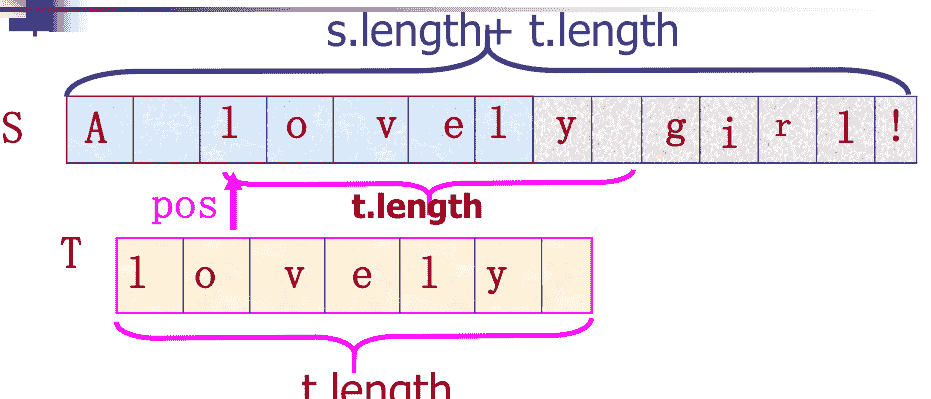 s.length+ t.length
S A l o v e l y g i r l !
pos t.length
T l o v e l y
t.length